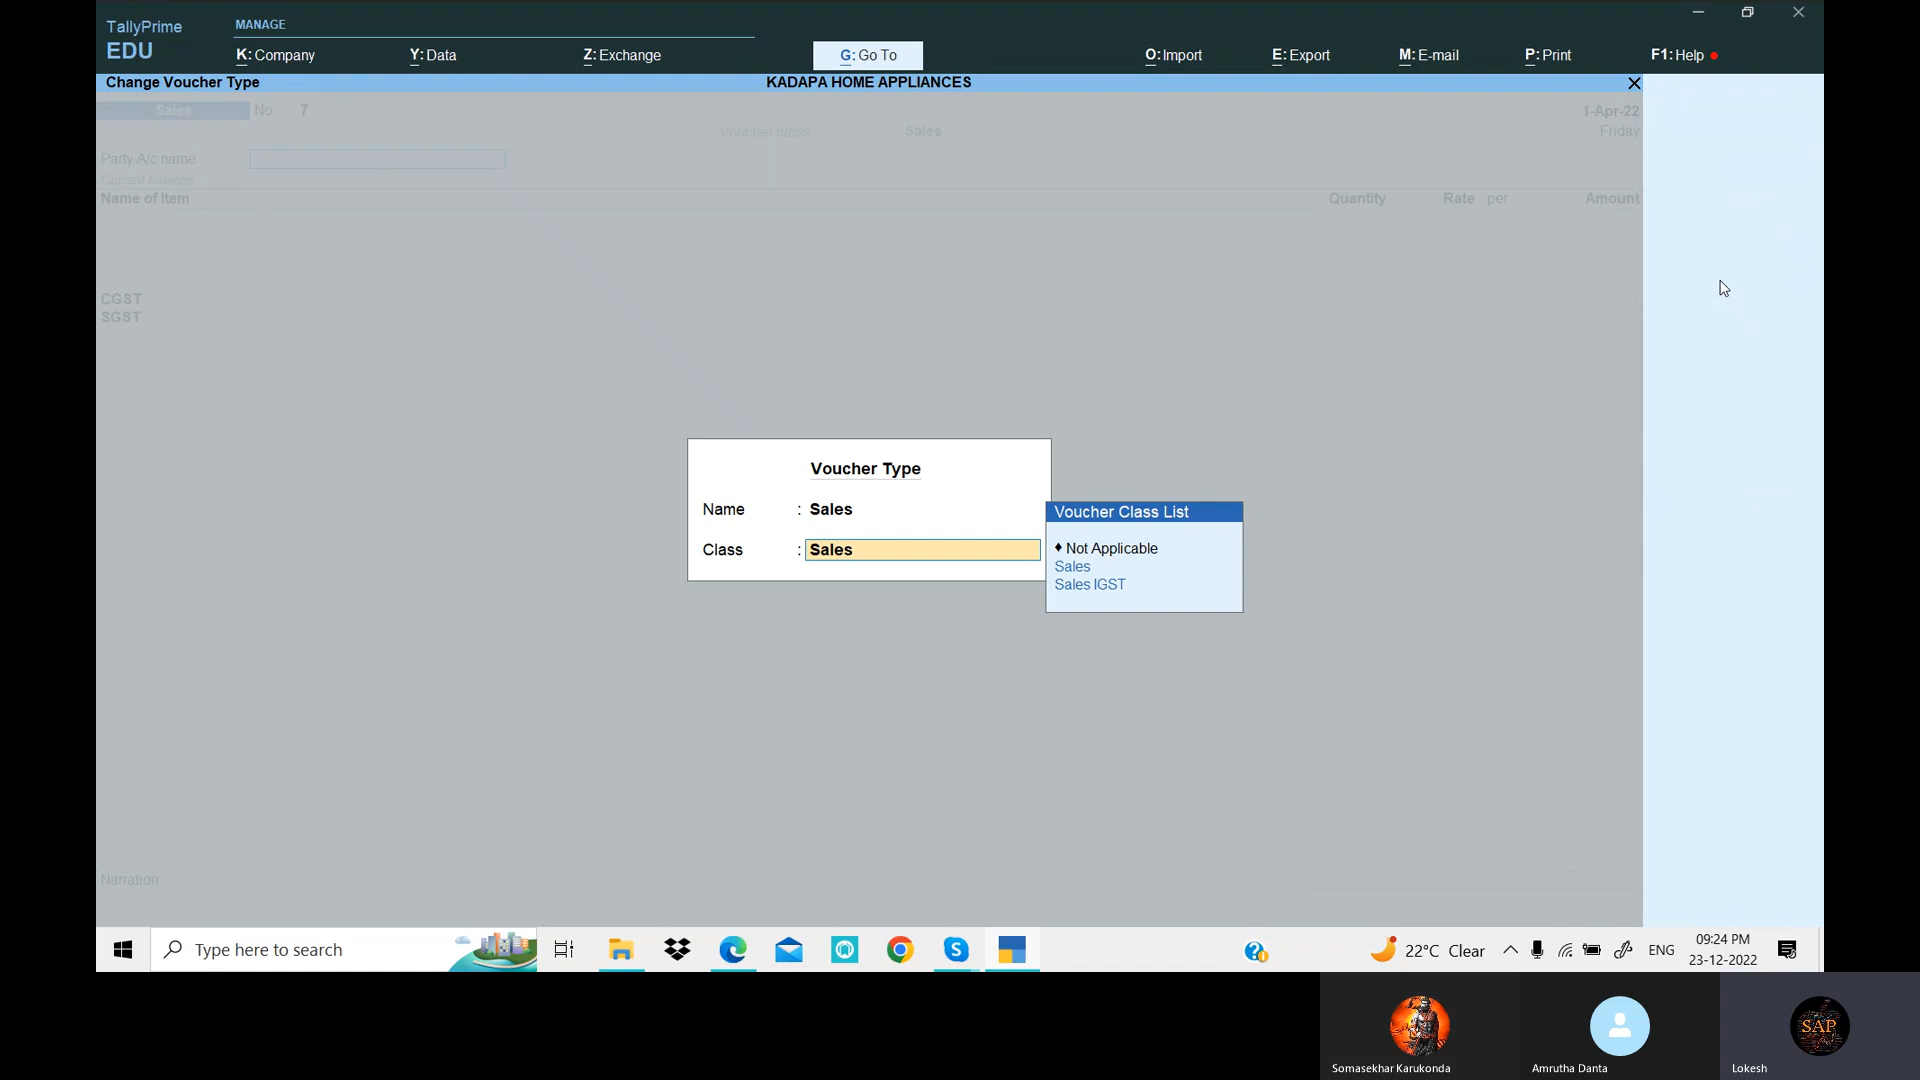 TallyPrime
EDU
MANAGE
K: Company
Y: Data
Z: Exchange
G: Go To
O: Import
E: Export
M: E-mail
P: Print
F1: Help
Change Voucher Type
KADAPA HOME APPLIANCES
Sales No 7
1-Apr-22
Voucher class Sales
Friday
Party A/c name
Current balance
Name of Item Quantity Rate per Amount
CGST
SGST
Voucher Type
Name : Sales
Class : Sales
Voucher Class List
♦ Not Applicable
Sales
Sales IGST
Narration
Type here to search
22°C Clear
ENG
09:24 PM
23-12-2022
SAP
Somasekhar Karukonda
Amrutha Danta
Lokesh